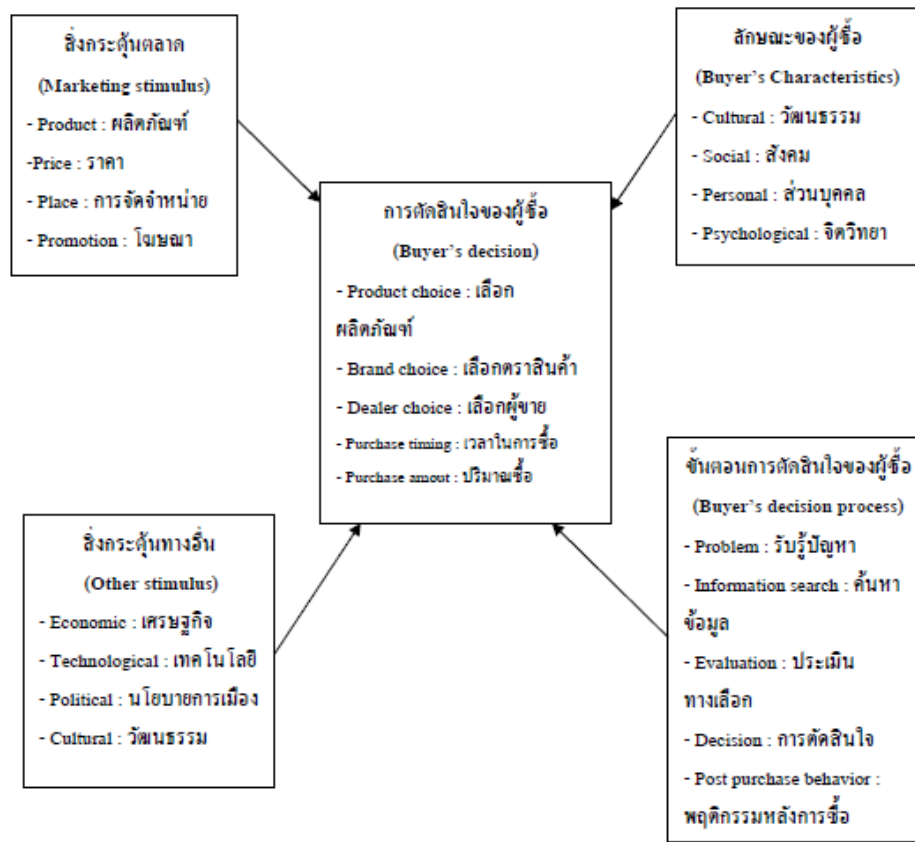 สิ่งกระตุ้นตลาด
(Marketing stimulus)
- Product : ผลิตภัณฑ์
-Price : ราคา
- Place : การจัดจำหน่าย
- Promotion : โฆษณา
ลักษณะของผู้ซื้อ
(Buyer's Characteristics)
- Cultural : วัฒนธรรม
- Social : สังคม
- Personal : ส่วนบุคคล
- Psychological : จิตวิทยา
การตัดสินใจของผู้ซื้อ
(Buyer's decision)
- Product choice : เลือก
ผลิตภัณฑ์
- Brand choice : เลือกตราสินค้า
- Dealer choice : เลือกผู้ขาย
- Purchase timing : เวลาในการซื้อ
- Purchase amout : ปริมาณซื้อ
สิ่งกระตุ้นทางอื่น
(Other stimulus)
- Economic : เศรษฐกิจ
- Technological : เทคโนโลยี
- Political : นโยบายการเมือง
- Cultural : วัฒนธรรม
ขั้นตอนการตัดสินใจของผู้ซื้อ
(Buyer's decision process)
- Problem : รับรู้ปัญหา
- Information search : ค้นหา
ข้อมูล
- Evaluation : ประเมิน
ทางเลือก
- Decision : การตัดสินใจ
- Post purchase behavior :
พฤติกรรมหลังการซื้อ